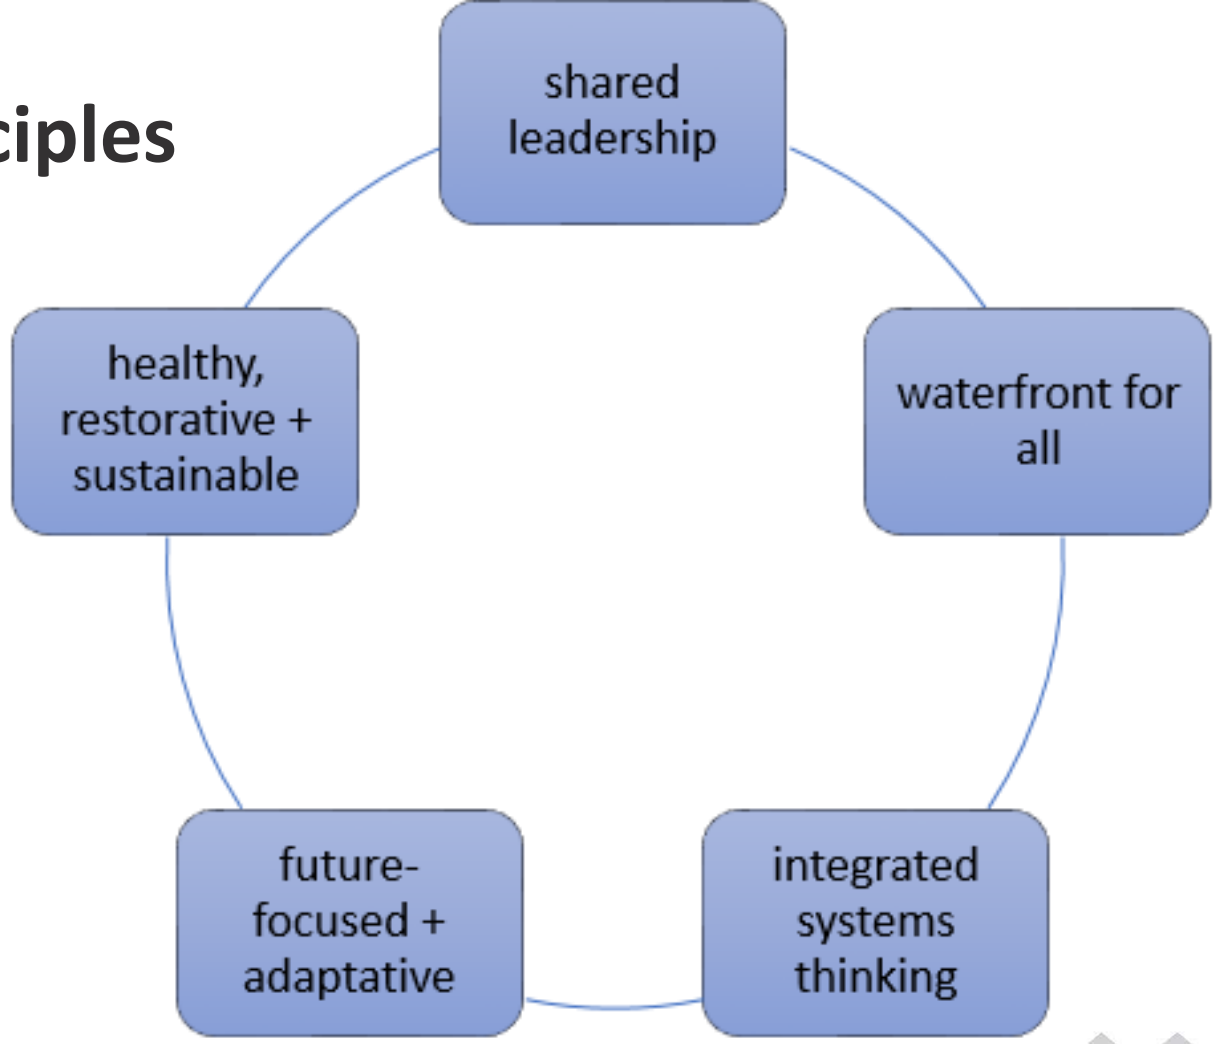 ciples
shared
leadership
waterfront for
all
integrated
systems
thinking
future-
focused +
adaptative
healthy,
restorative +
sustainable